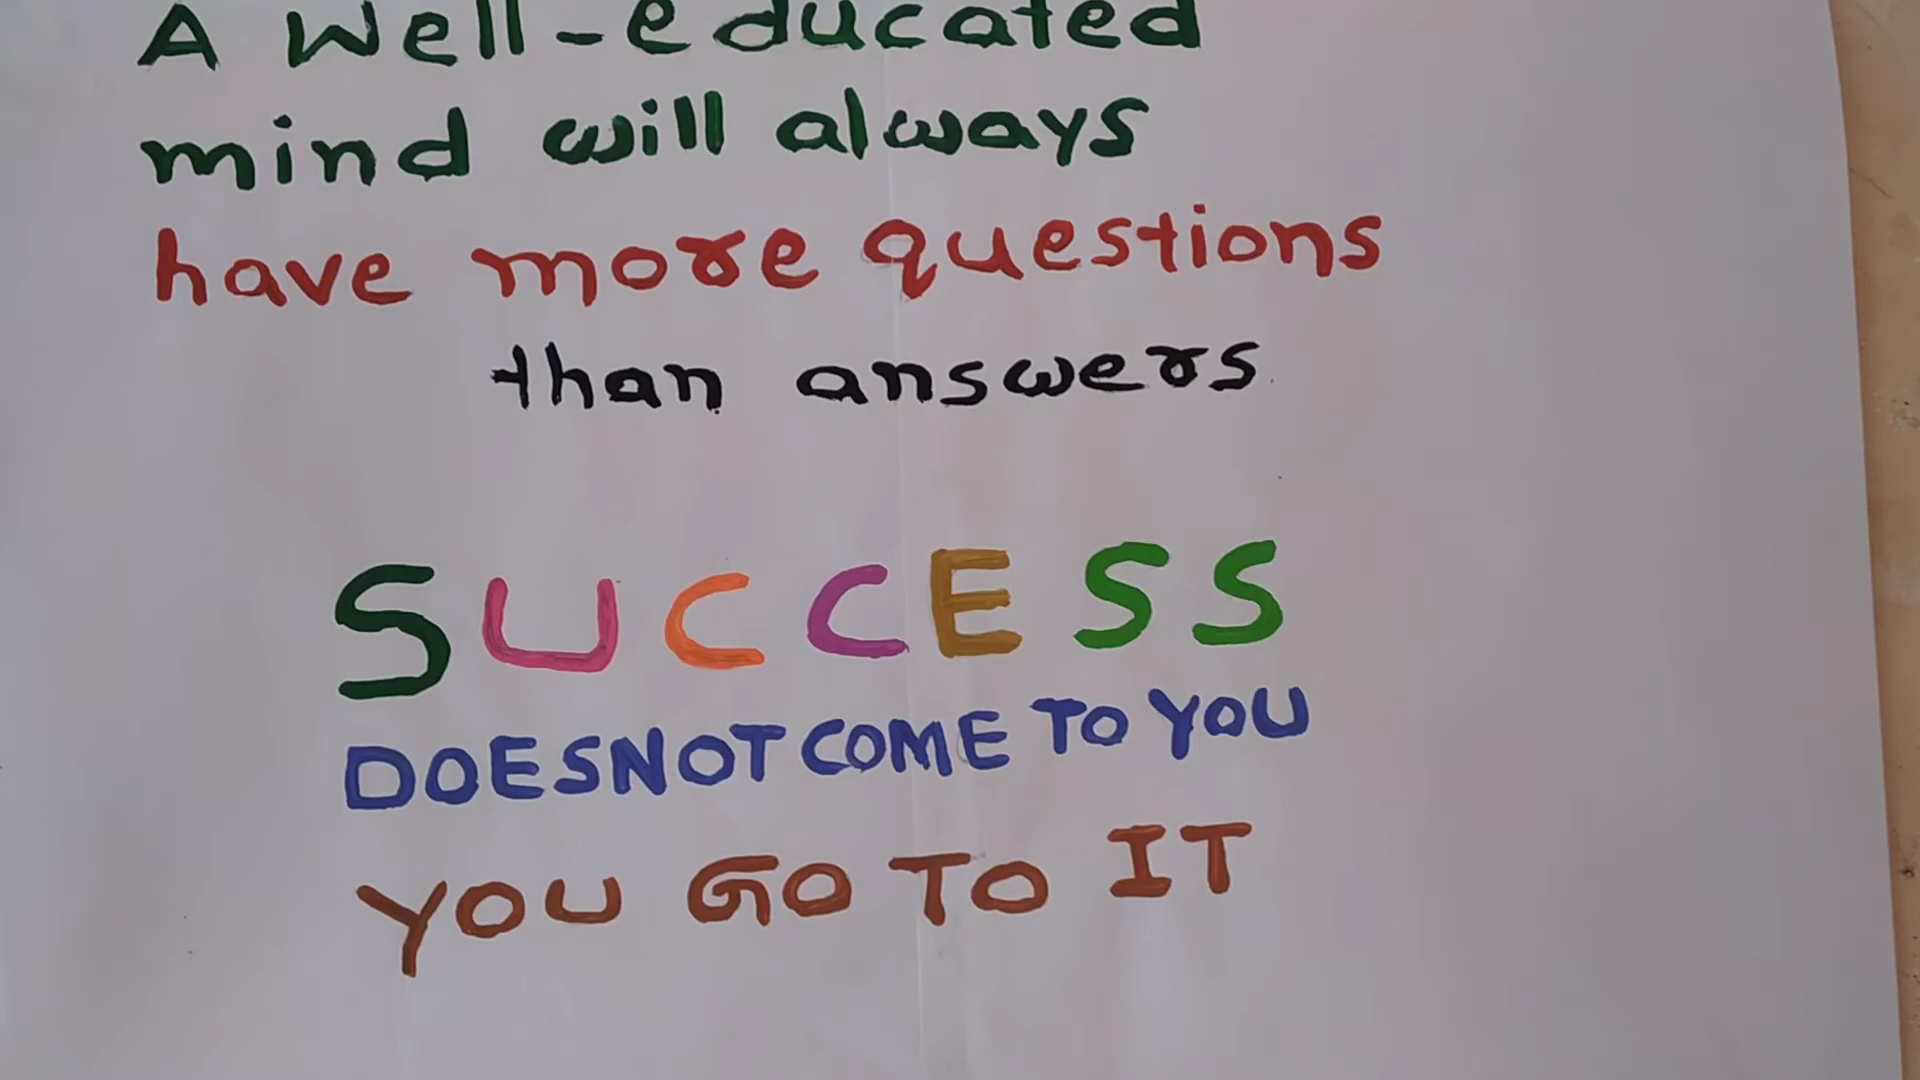 A well-educated
mind will always
have more questions
than answers
SUCCESS
DOESNOT COME TO YOU
YOU GO TO IT